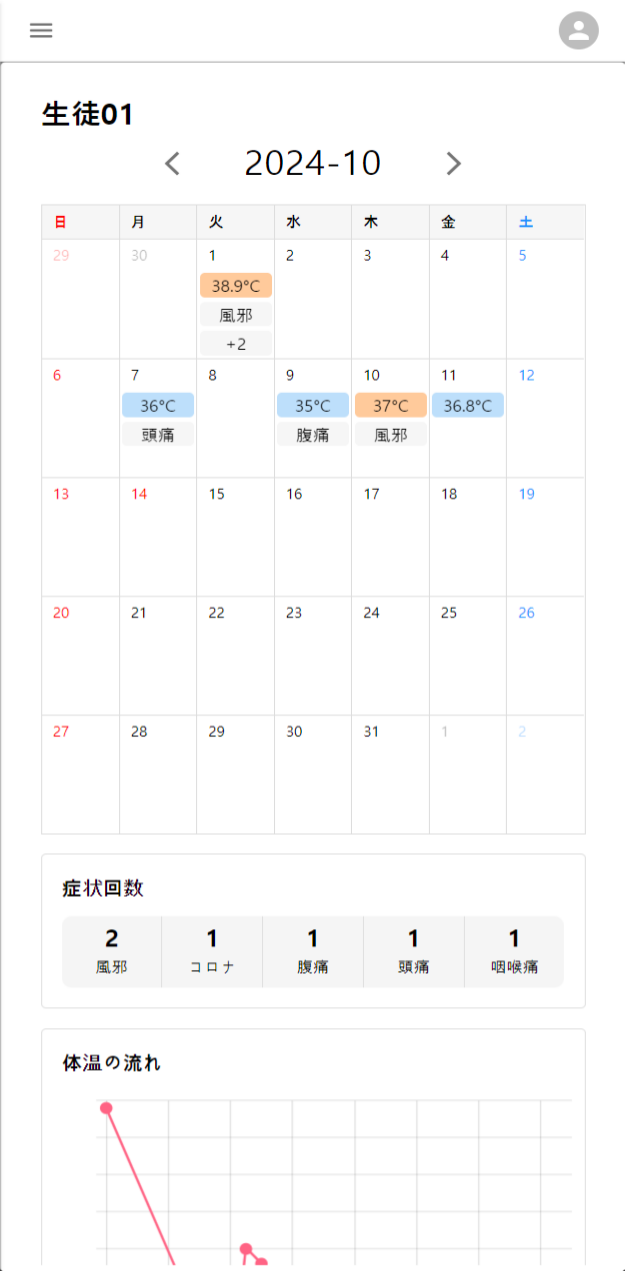 生徒01
2024-10
日 月 火 水 木 金 土
29 30 1 2 3 4 5
38.9°C
風邪
+2
6 7 8 9 10 11 12
36°C 35°C 37°C 36.8°C
頭痛 腹痛 風邪
13 14 15 16 17 18 19
20 21 22 23 24 25 26
27 28 29 30 31 1 2
症状回数
2 1 1 1 1
風邪 コロナ 腹痛 頭痛 咽喉痛
体温の流れ